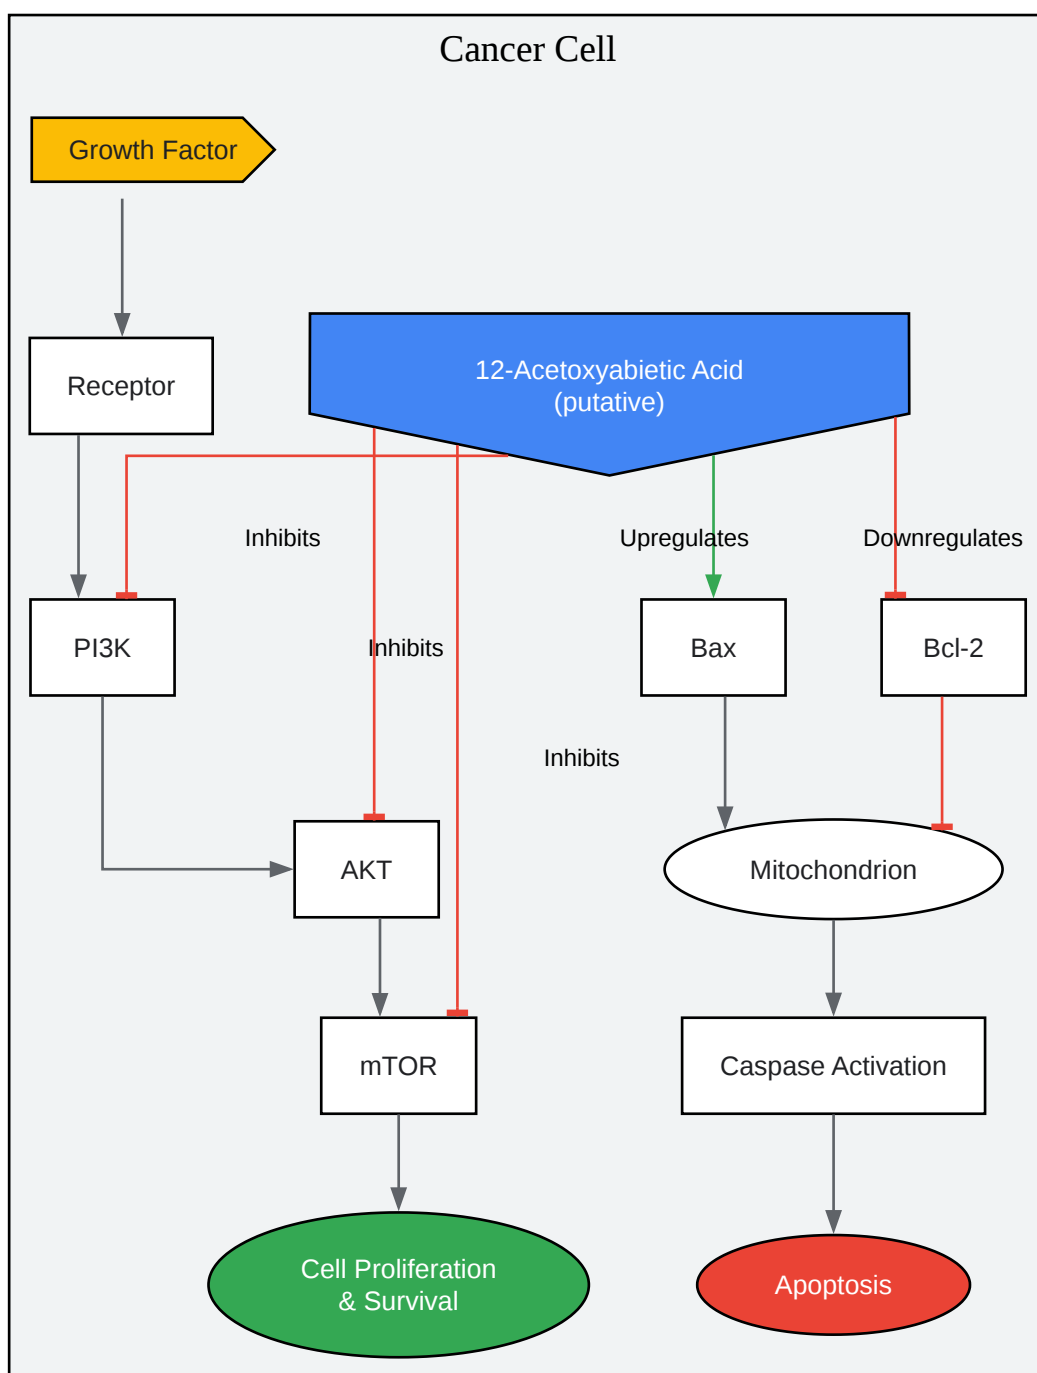 Cancer Cell
Growth Factor
Receptor
12-Acetoxyabietic Acid
(putative)
Inhibits
Upregulates
Downregulates
PI3K
Inhibits
Bax
Bcl-2
Inhibits
AKT
Mitochondrion
mTOR
Caspase Activation
Cell Proliferation
& Survival
Apoptosis